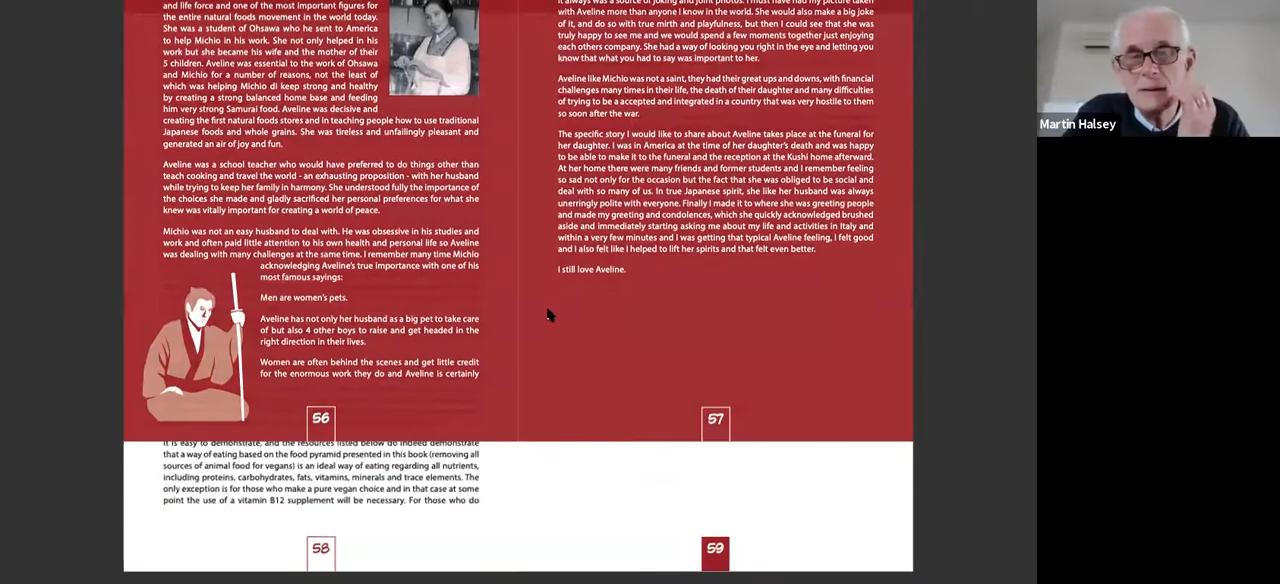 and life force and one of the most important figures for
the entire natural foods movement in the world today.
She was a student of Ohsawa who he sent to America
to help Michio in his work. She not only helped in his
work but she became his wife and the mother of their
5 children. Aveline was essential to the work of Ohsawa
and Michio for a number of reasons, not the least of
which was helping Michio di keep strong and healthy
by creating a strong balanced home base and feeding
him very strong Samurai food. Aveline was decisive and
creating the first natural foods stores and in teaching people how to use traditional
Japanese foods and whole grains. She was tireless and unfailingly pleasant and
generated an air of joy and fun.
Aveline was a school teacher who would have preferred to do things other than
teach cooking and travel the world - an exhausting proposition - with her husband
while trying to keep her family in harmony. She understood fully the importance of
the choices she made and gladly sacrificed her personal preferences for what she
knew was vitally important for creating a world of peace.
Michio was not an easy husband to deal with. He was obsessive in his studies and
work and often paid little attention to his own health and personal life so Aveline
was dealing with many challenges at the same time. I remember many time Michio
acknowledging Aveline's true importance with one of his
most famous sayings:
Men are women's pets.
Aveline has not only her husband as a big pet to take care
of but also 4 other boys to raise and get headed in the
right direction in their lives.
Women are often behind the scenes and get little credit
for the enormous work they do and Aveline is certainly
56
it always was a source of joking and joint photos. I must have had my picture taken
with Aveline more than anyone I know in the world. She would also make a big joke
of it, and do so with true mirth and playfulness, but then I could see that she was
truly happy to see me and we would spend a few moments together just enjoying
each others company. She had a way of looking you right in the eye and letting you
know that what you had to say was important to her.
Aveline like Michio was not a saint, they had their great ups and downs, with financial
challenges many times in their life, the death of their daughter and many difficulties
of trying to be a accepted and integrated in a country that was very hostile to them
so soon after the war.
The specific story I would like to share about Aveline takes place at the funeral for
her daughter. I was in America at the time of her daughter's death and was happy
to be able to make it to the funeral and the reception at the Kushi home afterward.
At her home there were many friends and former students and I remember feeling
so sad not only for the occasion but the fact that she was obliged to be social and
deal with so many of us. In true Japanese spirit, she like her husband was always
unerringly polite with everyone. Finally I made it to where she was greeting people
and made my greeting and condolences, which she quickly acknowledged brushed
aside and immediately starting asking me about my life and activities in Italy and
within a very few minutes and I was getting that typical Aveline feeling, I felt good
and I also felt like I helped to lift her spirits and that felt even better.
I still love Aveline.
57
it is easy to demonstrate, and the resources listed below do indeed demonstrate
that a way of eating based on the food pyramid presented in this book (removing all
sources of animal food for vegans) is an ideal way of eating regarding all nutrients,
including proteins, carbohydrates, fats, vitamins, minerals and trace elements. The
only exception is for those who make a pure vegan choice and in that case at some
point the use of a vitamin B12 supplement will be necessary. For those who do
58
59
Martin Halsey